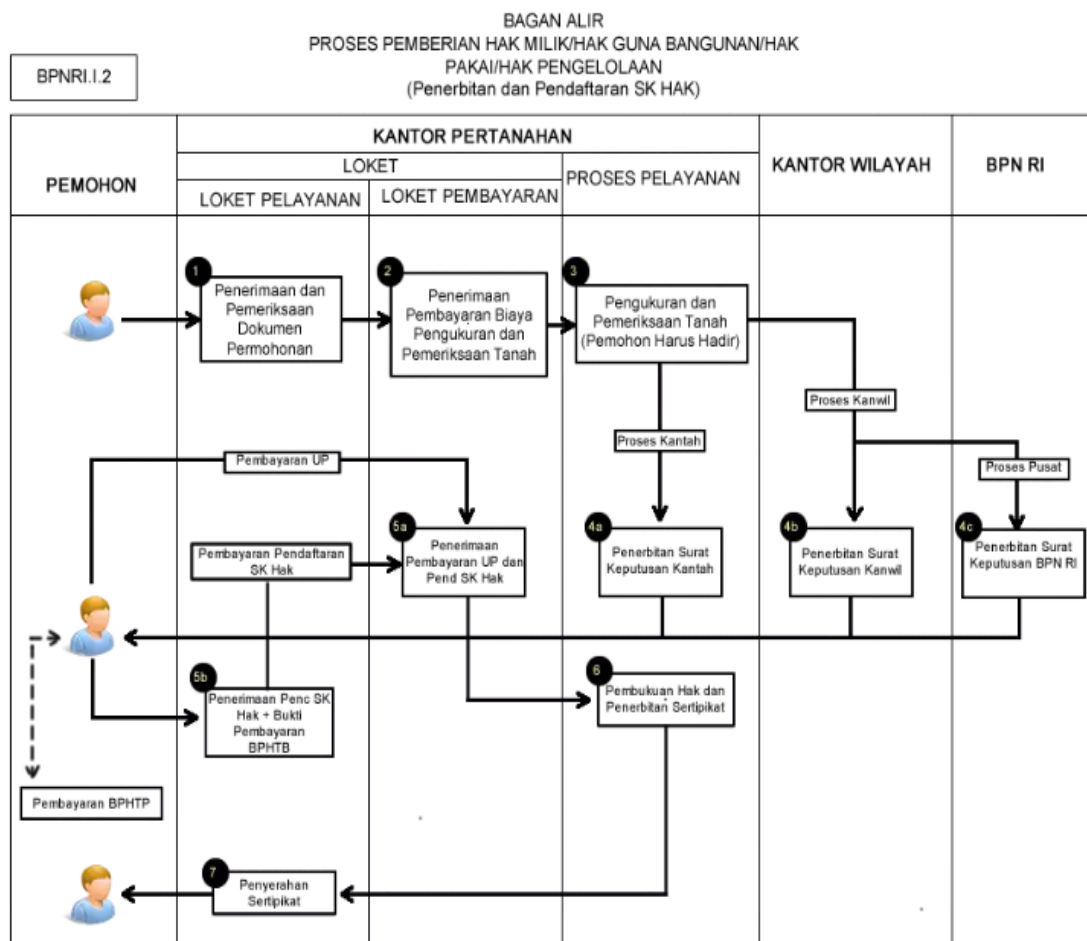 BAGAN ALIR
PROSES PEMBERIAN HAK MILIK/HAK GUNA BANGUNAN/HAK
PAKAI/HAK PENGELOLAAN
(Penerbitan dan Pendaftaran SK HAK)
BPNRI.I.2
PEMOHON
KANTOR PERTANAHAN
LOKET
LOKET PELAYANAN
LOKET PEMBAYARAN
PROSES PELAYANAN
KANTOR WILAYAH
BPN RI
1
Penerimaan dan
Pemeriksaan
Dokumen
Permohonan
2
Penerimaan
Pembayaran Biaya
Pengukuran dan
Pemeriksaan Tanah
3
Pengukuran dan
Pemeriksaan Tanah
(Pemohon Harus Hadir)
Proses Kanwil
Proses Kantah
Proses Pusat
Pembayaran UP
Pembayaran Pendaftaran
SK Hak
5a
Penerimaan
Pembayaran UP dan
Pend SK Hak
4a
Penerbitan Surat
Keputusan Kantah
4b
Penerbitan Surat
Keputusan Kanwil
4c
Penerbitan Surat
Keputusan BPN RI
5b
Penerimaan Penc SK
Hak + Bukti
Pembayaran
BPHTB
6
Pembukuan Hak dan
Penerbitan Sertipikat
Pembayaran BPHTP
7
Penyerahan
Sertipikat